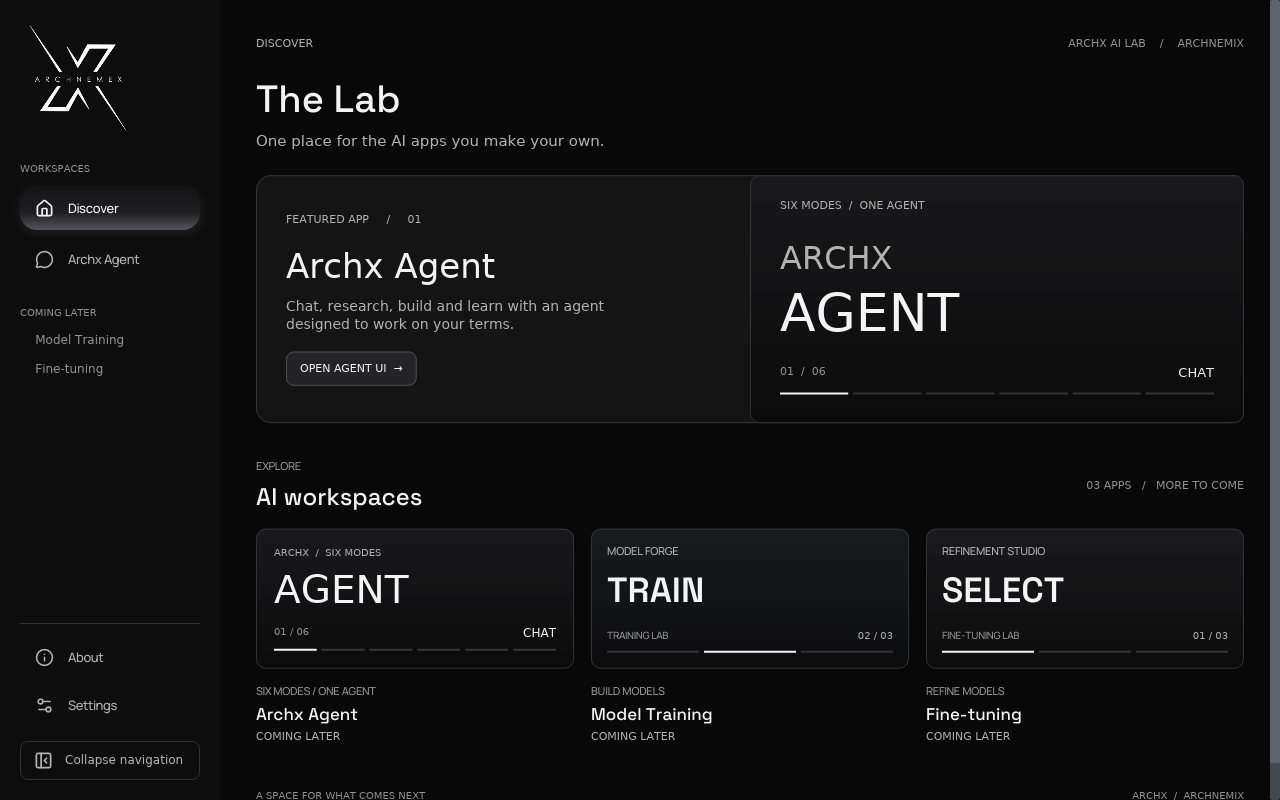 ARCHNEMEX
WORKSPACES
Discover
Archx Agent
COMING LATER
Model Training
Fine-tuning
About
Settings
Collapse navigation
DISCOVER
ARCHX AI LAB / ARCHNEMIX
The Lab
One place for the AI apps you make your own.
FEATURED APP / 01
Archx Agent
Chat, research, build and learn with an agent
designed to work on your terms.
OPEN AGENT UI →
SIX MODES / ONE AGENT
ARCHX
AGENT
01 / 06
CHAT
EXPLORE
AI workspaces
03 APPS / MORE TO COME
ARCHX / SIX MODES
AGENT
01 / 06
CHAT
SIX MODES / ONE AGENT
Archx Agent
COMING LATER
MODEL FORGE
TRAIN
TRAINING LAB
02 / 03
BUILD MODELS
Model Training
COMING LATER
REFINEMENT STUDIO
SELECT
FINE-TUNING LAB
01 / 03
REFINE MODELS
Fine-tuning
COMING LATER
A SPACE FOR WHAT COMES NEXT
ARCHX / ARCHNEMIX